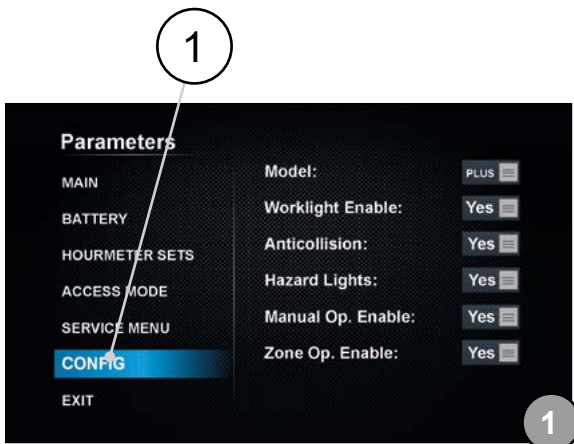 1
Parameters
MAIN
BATTERY
HOURMETER SETS
ACCESS MODE
SERVICE MENU
CONFIG
EXIT
Model: PLUS
Worklight Enable: Yes
Anticollision: Yes
Hazard Lights: Yes
Manual Op. Enable: Yes
Zone Op. Enable: Yes
1